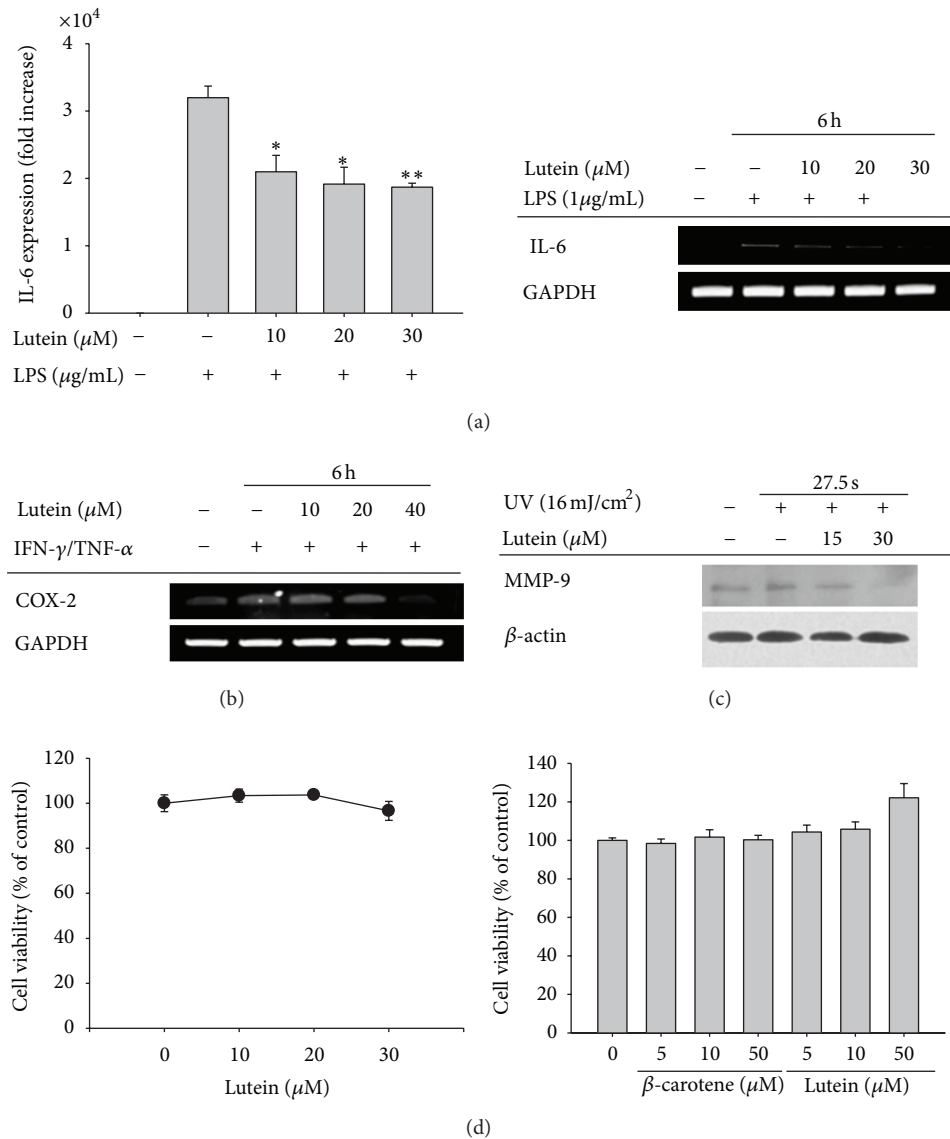 ×10⁴
4
3
2
1
0
IL-6 expression (fold increase)
* * **
Lutein (μM) − − 10 20 30
LPS (μg/mL) − + + + +
6 h
Lutein (μM) − − 10 20 30
LPS (1μg/mL) − + + +
IL-6
GAPDH
(a)
6 h
Lutein (μM) − − 10 20 40
IFN-γ/TNF-α − + + + +
COX-2
GAPDH
(b)
27.5 s
UV (16 mJ/cm²) − + + +
Lutein (μM) − − 15 30
MMP-9
β-actin
(c)
120
100
80
60
40
20
0
Cell viability (% of control)
0 10 20 30
Lutein (μM)
140
120
100
80
60
40
20
0
Cell viability (% of control)
0 5 10 50 5 10 50
β-carotene (μM) Lutein (μM)
(d)